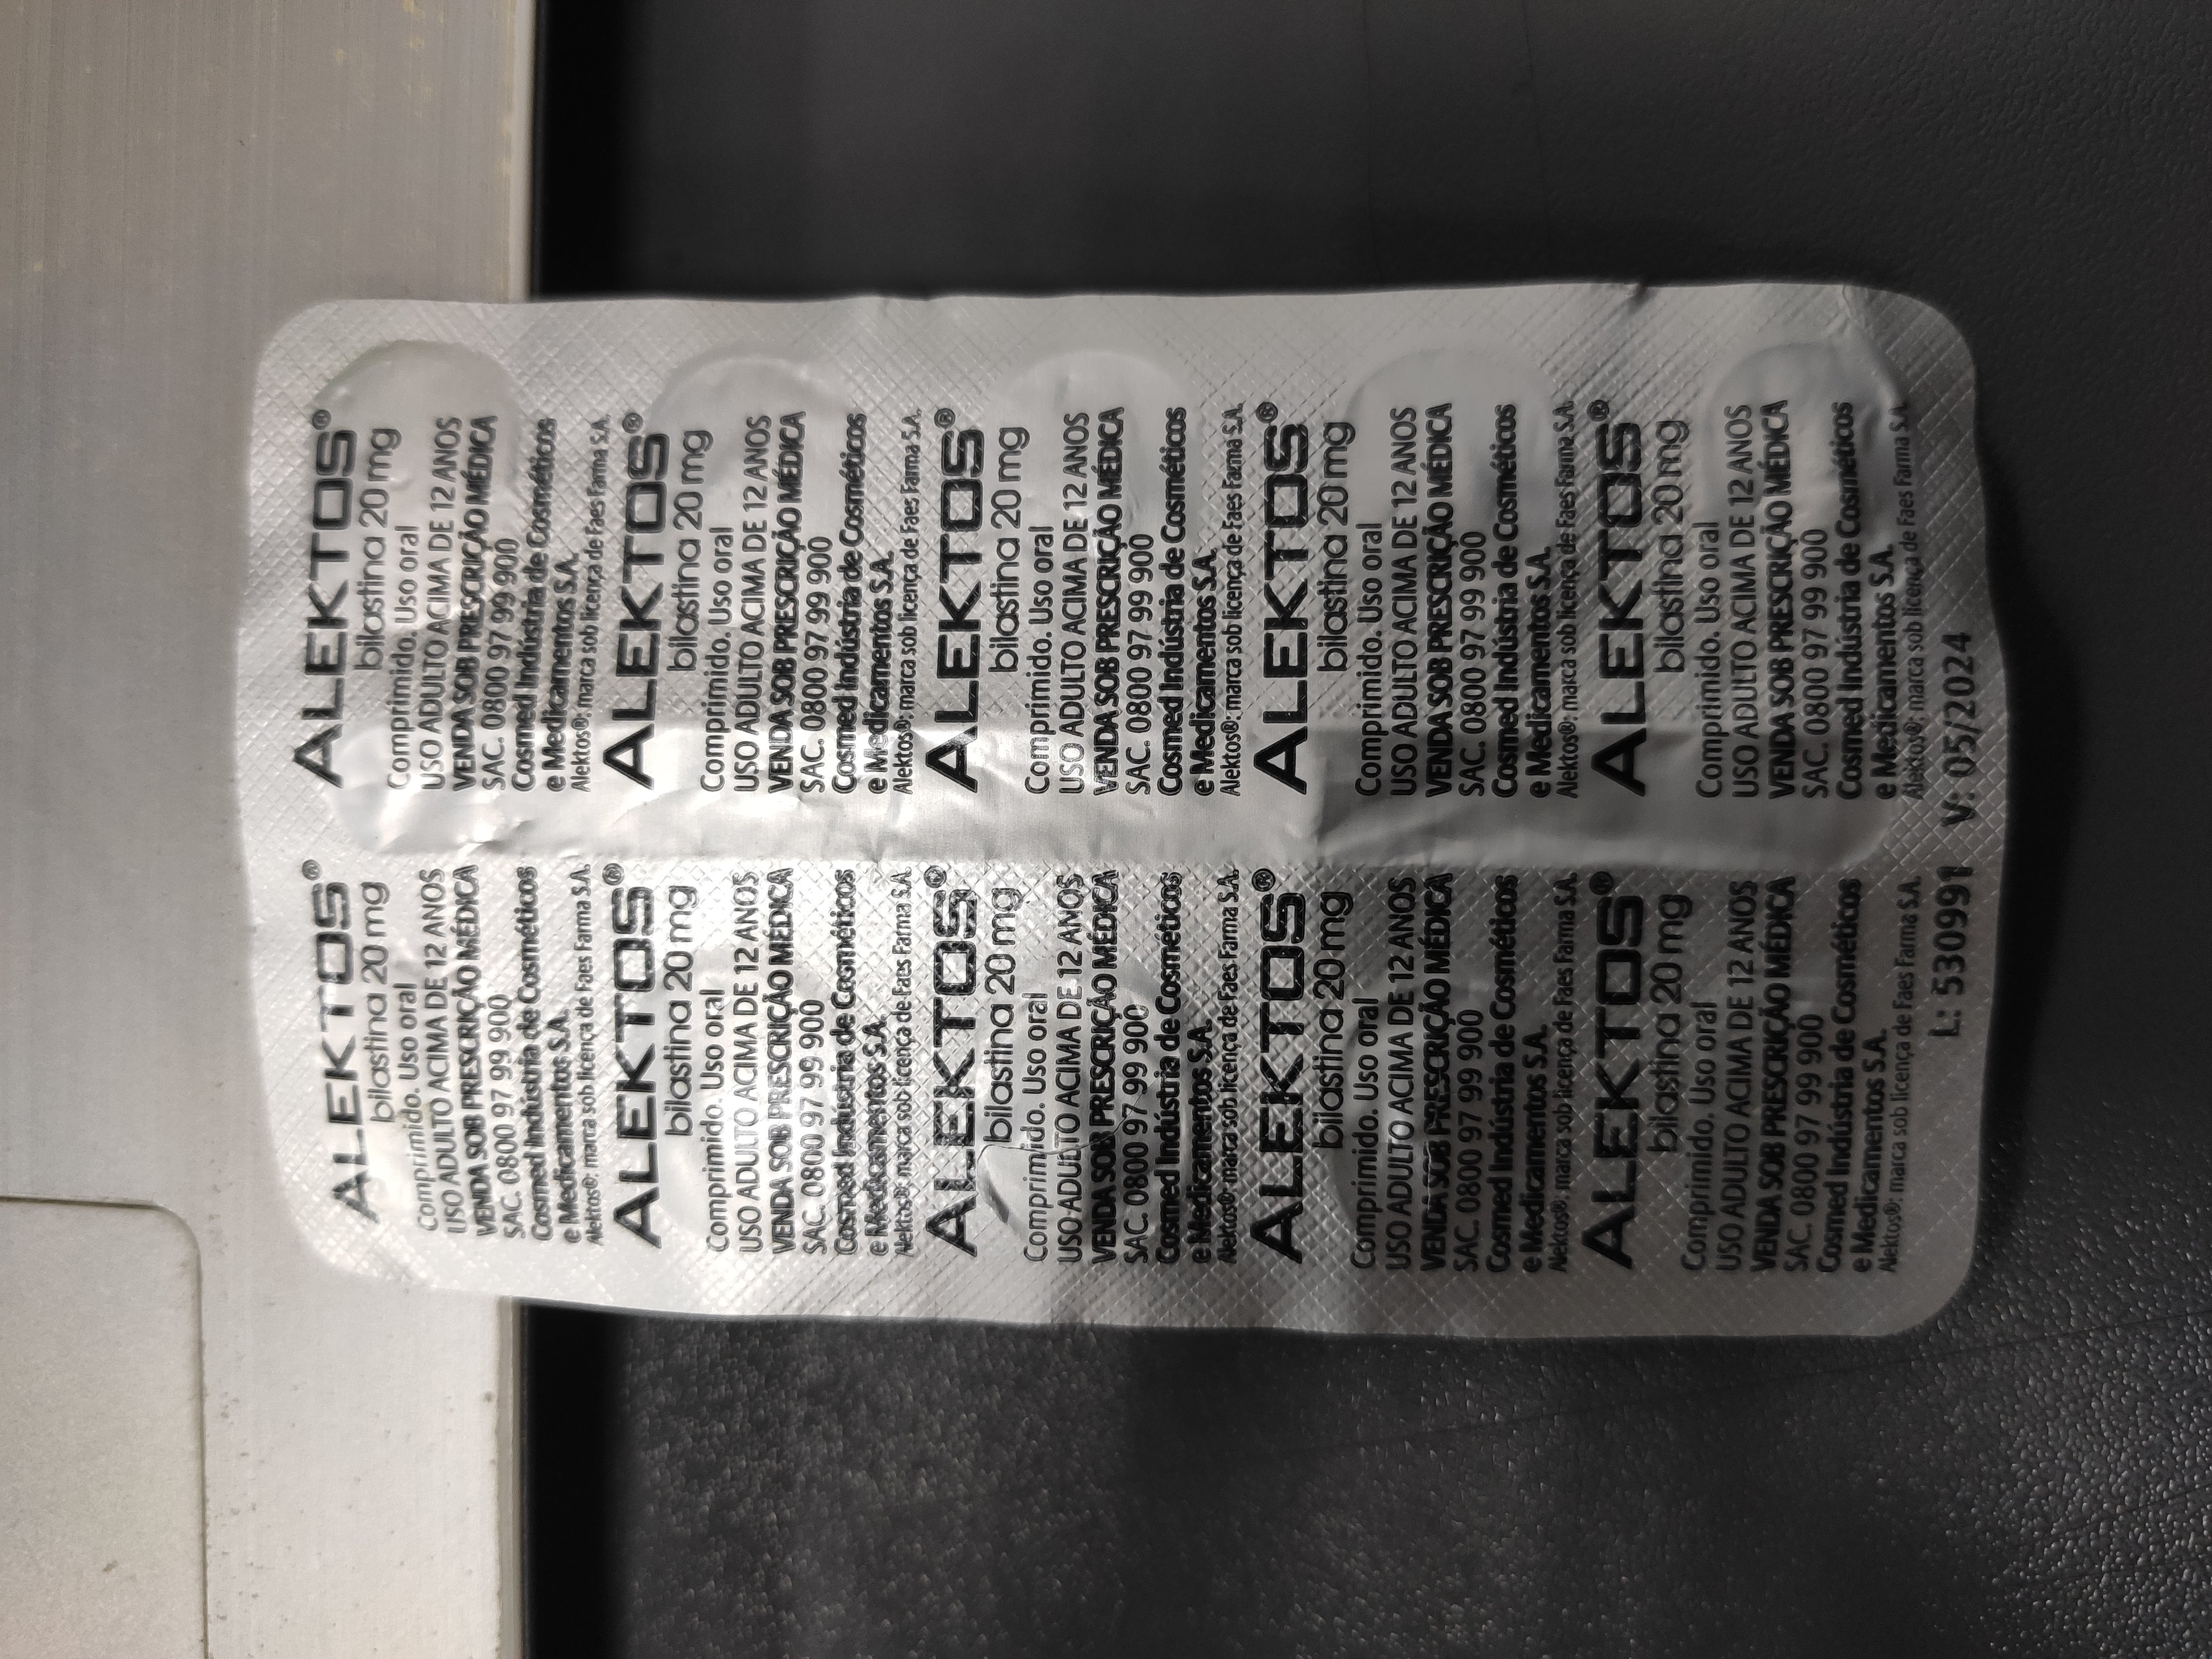 ALEKTOS®
bilastina 20 mg
Comprimido. Uso oral
USO ADULTO ACIMA DE 12 ANOS
VENDA SOB PRESCRIÇÃO MÉDICA
SAC. 0800 97 99 900
Cosmed Indústria de Cosméticos
e Medicamentos S.A.
Alektos®: marca sob licença de Faes Farma S.A.
ALEKTOS®
bilastina 20 mg
Comprimido. Uso oral
USO ADULTO ACIMA DE 12 ANOS
VENDA SOB PRESCRIÇÃO MÉDICA
SAC. 0800 97 99 900
Cosmed Indústria de Cosméticos
e Medicamentos S.A.
Alektos®: marca sob licença de Faes Farma S.A.
ALEKTOS®
bilastina 20 mg
Comprimido. Uso oral
USO ADULTO ACIMA DE 12 ANOS
VENDA SOB PRESCRIÇÃO MÉDICA
SAC. 0800 97 99 900
Cosmed Indústria de Cosméticos
e Medicamentos S.A.
Alektos®: marca sob licença de Faes Farma S.A.
ALEKTOS®
bilastina 20 mg
Comprimido. Uso oral
USO ADULTO ACIMA DE 12 ANOS
VENDA SOB PRESCRIÇÃO MÉDICA
SAC. 0800 97 99 900
Cosmed Indústria de Cosméticos
e Medicamentos S.A.
Alektos®: marca sob licença de Faes Farma S.A.
ALEKTOS®
bilastina 20 mg
Comprimido. Uso oral
USO ADULTO ACIMA DE 12 ANOS
VENDA SOB PRESCRIÇÃO MÉDICA
SAC. 0800 97 99 900
Cosmed Indústria de Cosméticos
e Medicamentos S.A.
Alektos®: marca sob licença de Faes Farma S.A.
ALEKTOS®
bilastina 20 mg
Comprimido. Uso oral
USO ADULTO ACIMA DE 12 ANOS
VENDA SOB PRESCRIÇÃO MÉDICA
SAC. 0800 97 99 900
Cosmed Indústria de Cosméticos
e Medicamentos S.A.
Alektos®: marca sob licença de Faes Farma S.A.
ALEKTOS®
bilastina 20 mg
Comprimido. Uso oral
USO ADULTO ACIMA DE 12 ANOS
VENDA SOB PRESCRIÇÃO MÉDICA
SAC. 0800 97 99 900
Cosmed Indústria de Cosméticos
e Medicamentos S.A.
Alektos®: marca sob licença de Faes Farma S.A.
ALEKTOS®
bilastina 20 mg
Comprimido. Uso oral
USO ADULTO ACIMA DE 12 ANOS
VENDA SOB PRESCRIÇÃO MÉDICA
SAC. 0800 97 99 900
Cosmed Indústria de Cosméticos
e Medicamentos S.A.
Alektos®: marca sob licença de Faes Farma S.A.
ALEKTOS®
bilastina 20 mg
Comprimido. Uso oral
USO ADULTO ACIMA DE 12 ANOS
VENDA SOB PRESCRIÇÃO MÉDICA
SAC. 0800 97 99 900
Cosmed Indústria de Cosméticos
e Medicamentos S.A.
Alektos®: marca sob licença de Faes Farma S.A.
ALEKTOS®
bilastina 20 mg
Comprimido. Uso oral
USO ADULTO ACIMA DE 12 ANOS
VENDA SOB PRESCRIÇÃO MÉDICA
SAC. 0800 97 99 900
Cosmed Indústria de Cosméticos
e Medicamentos S.A.
Alektos®: marca sob licença de Faes Farma S.A.
L: 530991 V: 05/2024